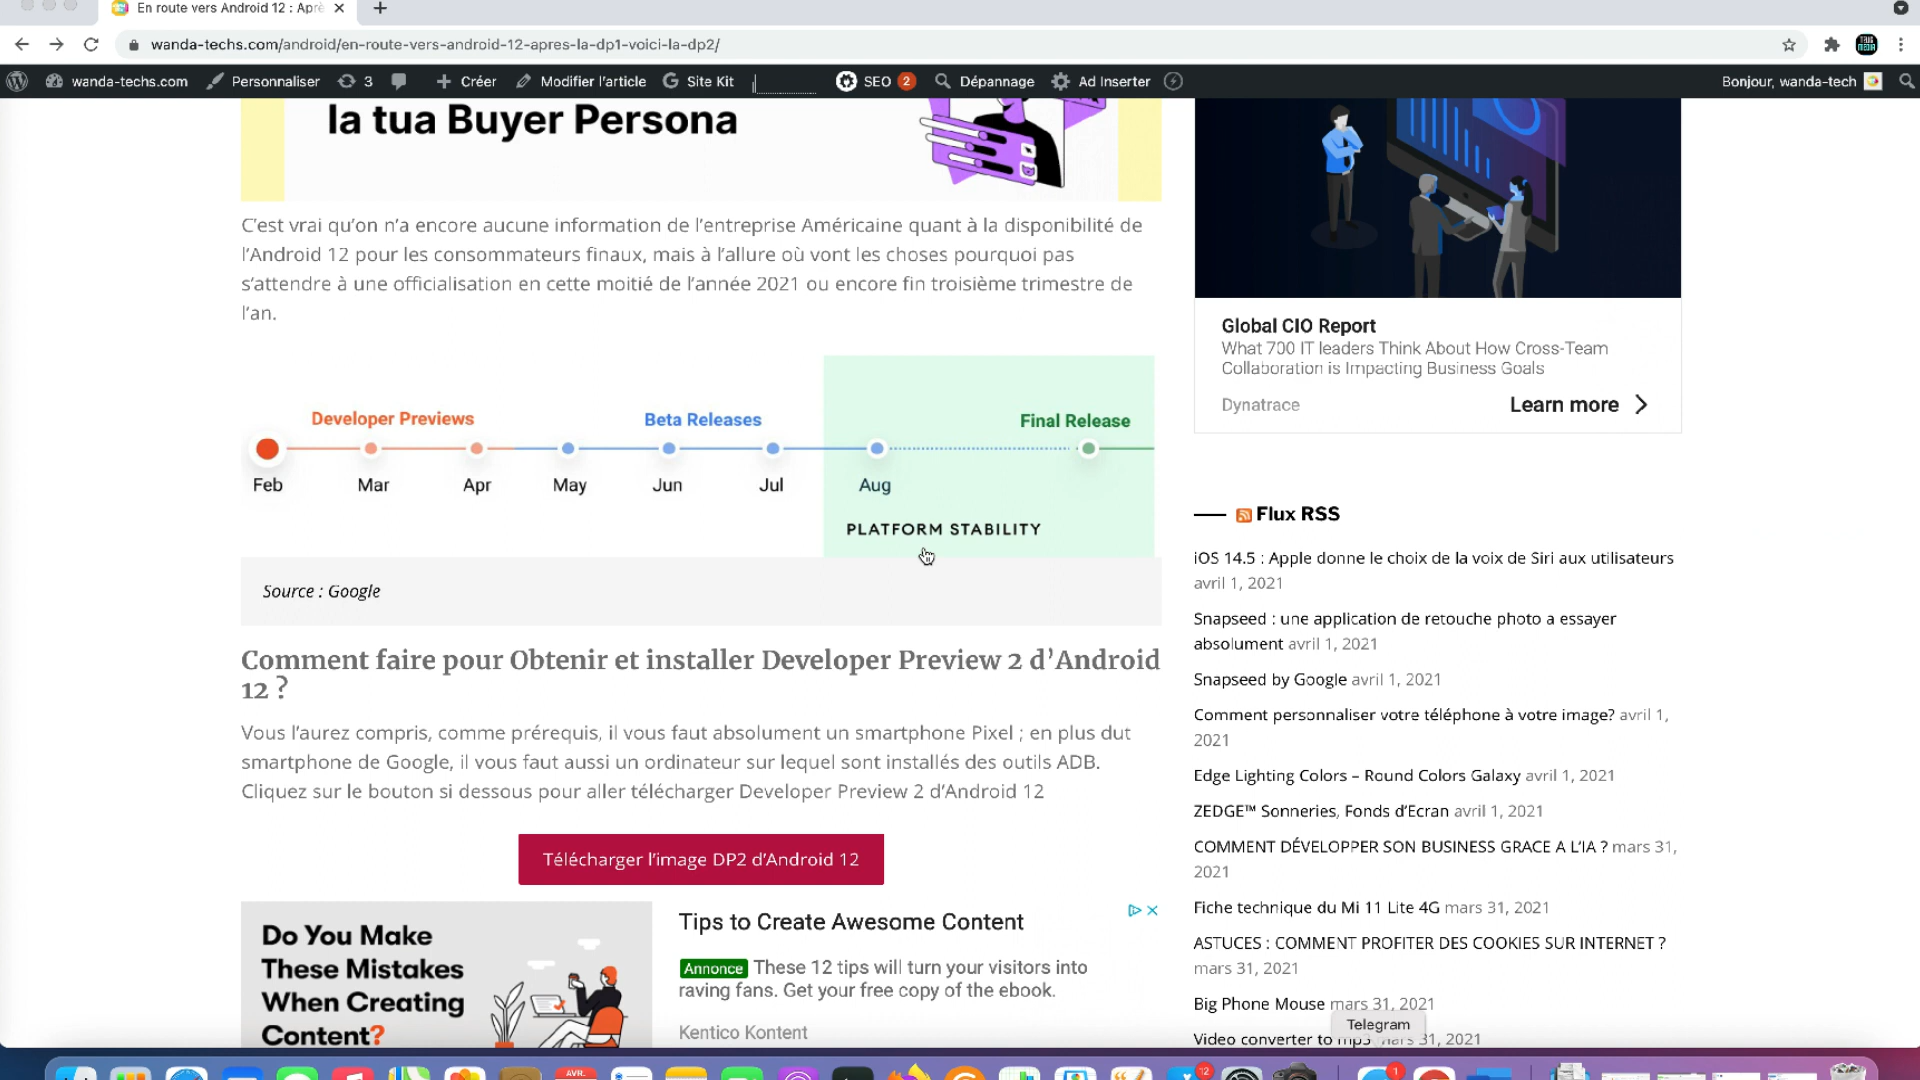 En route vers Android 12 : Aprè
wanda-techs.com/android/en-route-vers-android-12-apres-la-dp1-voici-la-dp2/
wanda-techs.com Personnaliser 3 Créer Modifier l'article Site Kit SEO 2 Dépannage Ad Inserter Bonjour, wanda-tech
la tua Buyer Persona
C'est vrai qu'on n'a encore aucune information de l'entreprise Américaine quant à la disponibilité de
l'Android 12 pour les consommateurs finaux, mais à l'allure où vont les choses pourquoi pas
s'attendre à une officialisation en cette moitié de l'année 2021 ou encore fin troisième trimestre de
l'an.
Developer Previews Beta Releases Final Release
Feb Mar Apr May Jun Jul Aug
PLATFORM STABILITY
Source : Google
Comment faire pour Obtenir et installer Developer Preview 2 d'Android
12 ?
Vous l'aurez compris, comme prérequis, il vous faut absolument un smartphone Pixel ; en plus dut
smartphone de Google, il vous faut aussi un ordinateur sur lequel sont installés des outils ADB.
Cliquez sur le bouton si dessous pour aller télécharger Developer Preview 2 d'Android 12
Télécharger l'image DP2 d'Android 12
Do You Make
These Mistakes
When Creating
Content?
Tips to Create Awesome Content
Annonce These 12 tips will turn your visitors into
raving fans. Get your free copy of the ebook.
Kentico Kontent
Global CIO Report
What 700 IT leaders Think About How Cross-Team
Collaboration is Impacting Business Goals
Dynatrace Learn more
Flux RSS
iOS 14.5 : Apple donne le choix de la voix de Siri aux utilisateurs
avril 1, 2021
Snapseed : une application de retouche photo a essayer
absolument avril 1, 2021
Snapseed by Google avril 1, 2021
Comment personnaliser votre téléphone à votre image? avril 1,
2021
Edge Lighting Colors – Round Colors Galaxy avril 1, 2021
ZEDGE™ Sonneries, Fonds d'Ecran avril 1, 2021
COMMENT DÉVELOPPER SON BUSINESS GRACE A L'IA ? mars 31,
2021
Fiche technique du Mi 11 Lite 4G mars 31, 2021
ASTUCES : COMMENT PROFITER DES COOKIES SUR INTERNET ?
mars 31, 2021
Big Phone Mouse mars 31, 2021
Telegram
Video converter to mp3 mars 31, 2021
AVR.
12
1